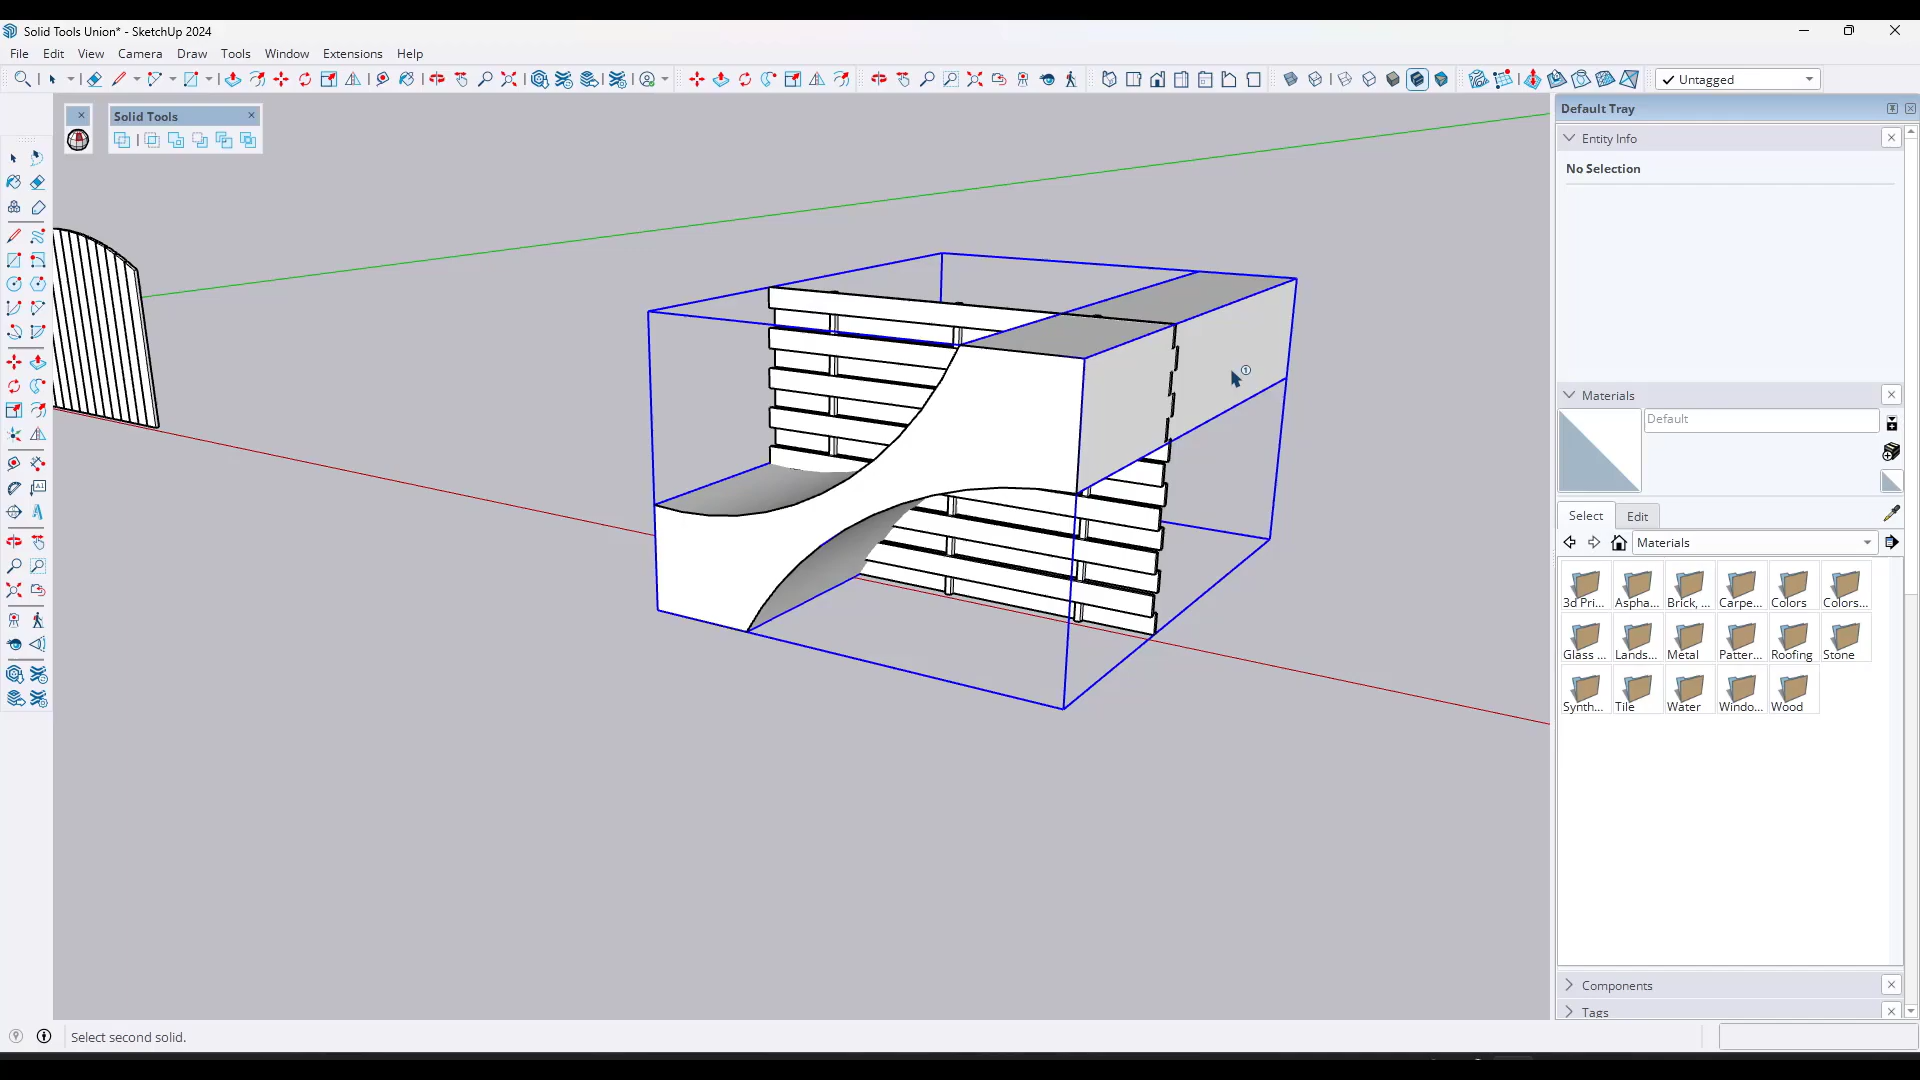 Solid Tools Union* - SketchUp 2024
File Edit View Camera Draw Tools Window Extensions Help
Untagged
Solid Tools
Default Tray
Entity Info
No Selection
Materials
Default
Select Edit
Materials
3d Pri... Aspha... Brick, ... Carpe... Colors Colors...
Glass ... Lands... Metal Patter... Roofing Stone
Synth... Tile Water Windo... Wood
Components
Tags
Select second solid.